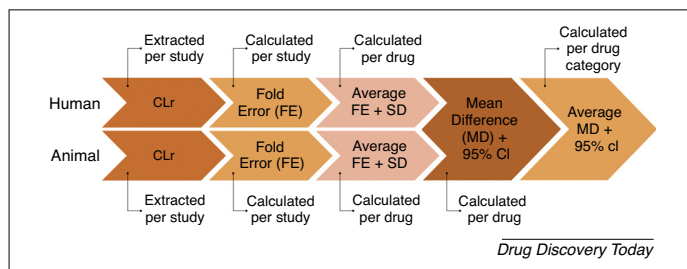 Extracted
per study
Calculated
per study
Calculated
per drug
Calculated
per drug
category
Human
CLr
Fold
Error (FE)
Average
FE + SD
Mean
Difference
(MD) +
95% CI
Average
MD +
95% cl
Animal
CLr
Fold
Error (FE)
Average
FE + SD
Extracted
per study
Calculated
per study
Calculated
per drug
Calculated
per drug
Drug Discovery Today